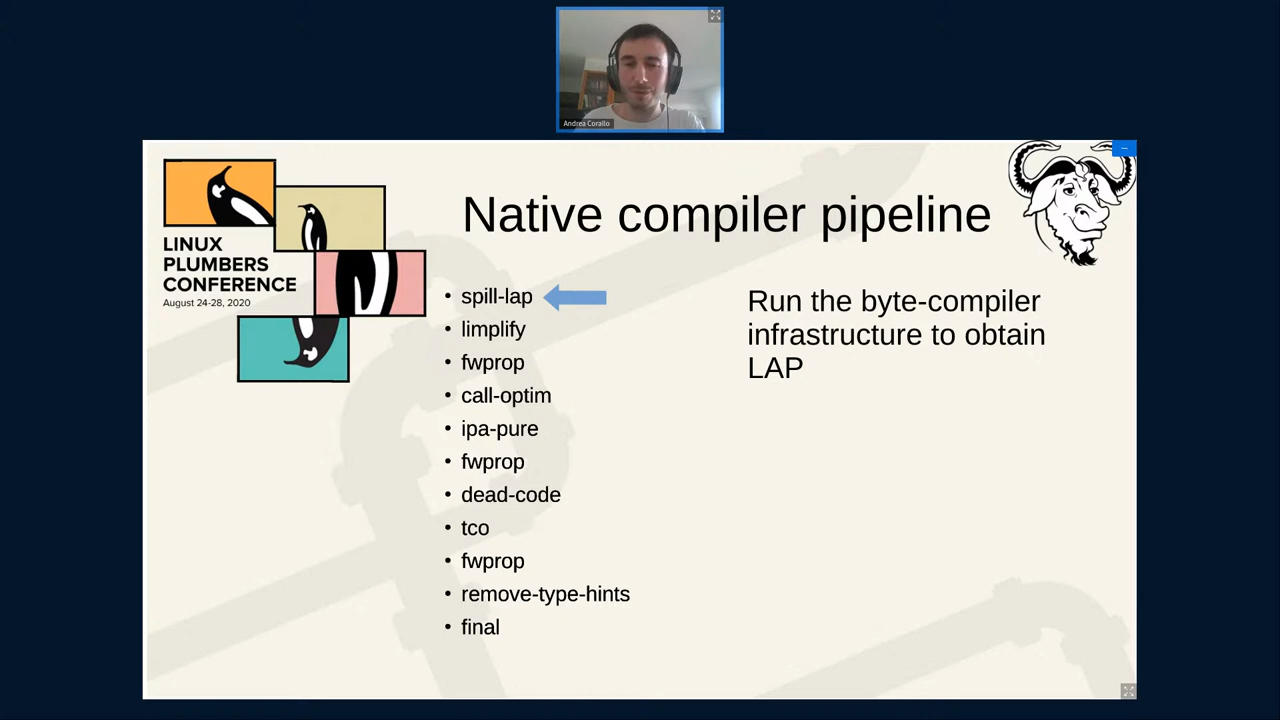 Andrea Corallo
LINUX
PLUMBERS
CONFERENCE
August 24-28, 2020
Native compiler pipeline
• spill-lap
• limplify
• fwprop
• call-optim
• ipa-pure
• fwprop
• dead-code
• tco
• fwprop
• remove-type-hints
• final
Run the byte-compiler
infrastructure to obtain
LAP